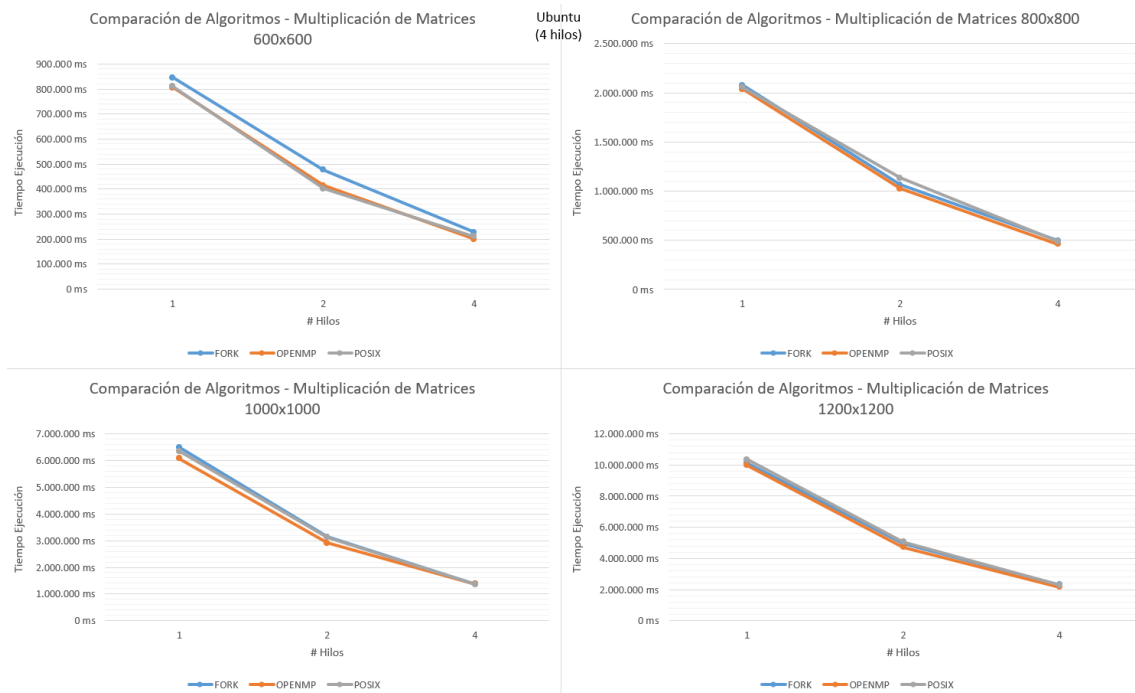 Comparación de Algoritmos - Multiplicación de Matrices
600x600
900.000 ms
800.000 ms
700.000 ms
600.000 ms
500.000 ms
400.000 ms
300.000 ms
200.000 ms
100.000 ms
0 ms
Tiempo Ejecución
1 2 4
# Hilos
FORK OPENMP POSIX
Ubuntu
(4 hilos)
Comparación de Algoritmos - Multiplicación de Matrices 800x800
2.500.000 ms
2.000.000 ms
1.500.000 ms
1.000.000 ms
500.000 ms
0 ms
Tiempo Ejecución
1 2 4
# Hilos
FORK OPENMP POSIX
Comparación de Algoritmos - Multiplicación de Matrices
1000x1000
7.000.000 ms
6.000.000 ms
5.000.000 ms
4.000.000 ms
3.000.000 ms
2.000.000 ms
1.000.000 ms
0 ms
Tiempo Ejecución
1 2 4
# Hilos
FORK OPENMP POSIX
Comparación de Algoritmos - Multiplicación de Matrices
1200x1200
12.000.000 ms
10.000.000 ms
8.000.000 ms
6.000.000 ms
4.000.000 ms
2.000.000 ms
0 ms
Tiempo Ejecución
1 2 4
# Hilos
FORK OPENMP POSIX